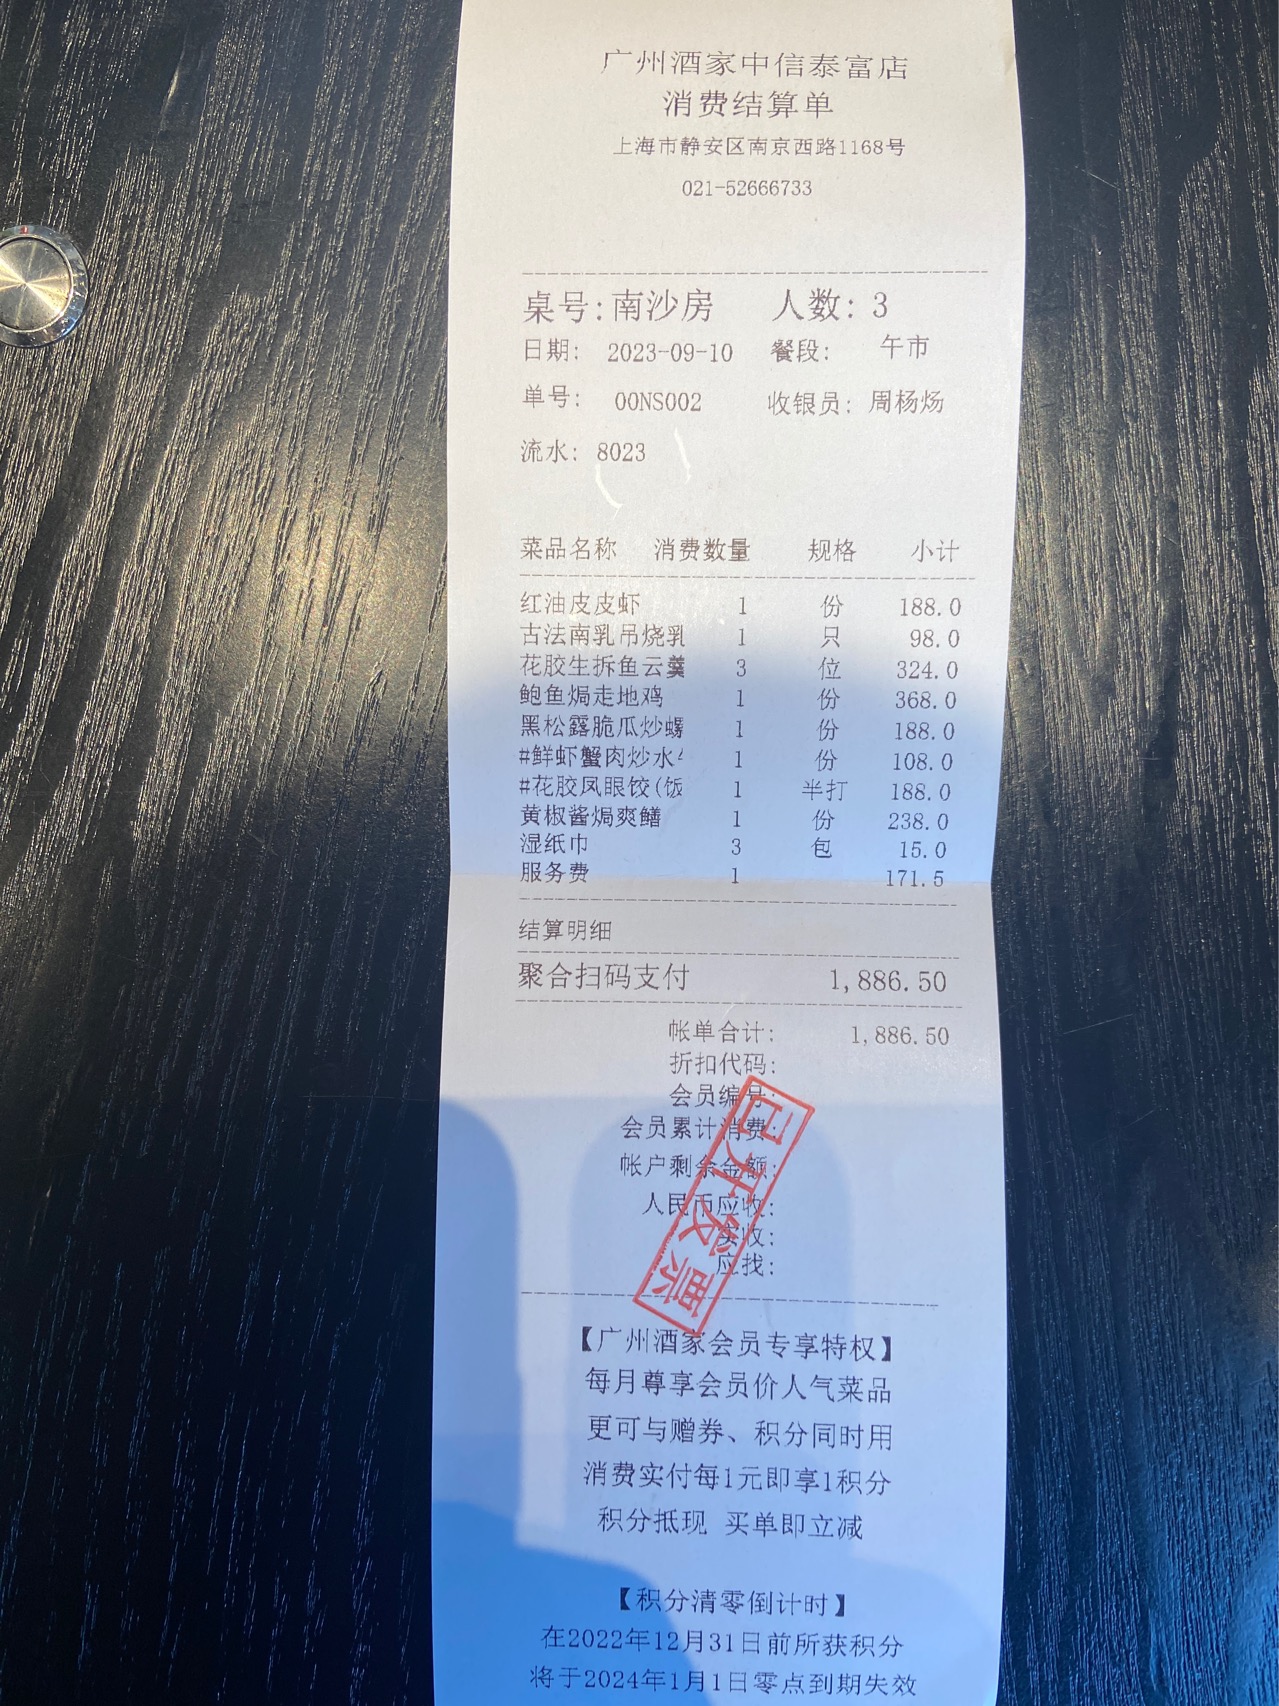 广州酒家中信泰富店
消费结算单
上海市静安区南京西路1168号
021-52666733
桌号:南沙房 人数: 3
日期: 2023-09-10 餐段: 午市
单号: 00NS002 收银员: 周杨炀
流水: 8023
菜品名称 消费数量 规格 小计
红油皮皮虾 1 份 188.0
古法南乳吊烧乳 1 只 98.0
花胶生拆鱼云羹 3 位 324.0
鲍鱼焗走地鸡 1 份 368.0
黑松露脆瓜炒螺 1 份 188.0
#鲜虾蟹肉炒水 1 份 108.0
#花胶凤眼饺(饭 1 半打 188.0
黄椒酱焗爽鳝 1 份 238.0
湿纸巾 3 包 15.0
服务费 1 171.5
结算明细
聚合扫码支付 1,886.50
帐单合计: 1,886.50
折扣代码:
会员编号:
会员累计消费:
帐户剩余金额:
人民币应收:
实收:
应找:
已开发票
【广州酒家会员专享特权】
每月尊享会员价人气菜品
更可与赠券、积分同时用
消费实付每1元即享1积分
积分抵现 买单即立减
【积分清零倒计时】
在2022年12月31日前所获积分
将于2024年1月1日零点到期失效